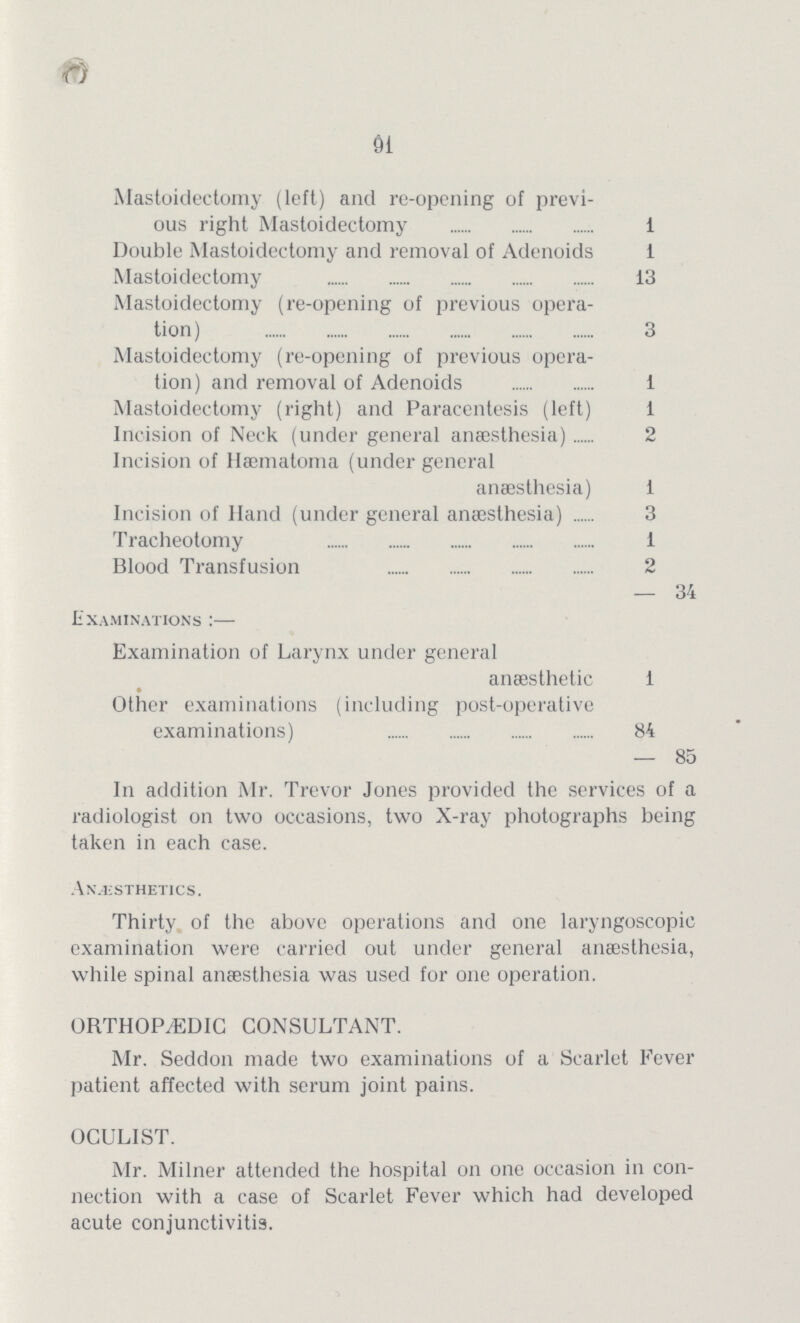 91
Mastoidectomy (left) and re-opening of previ-
ous right Mastoidectomy ...... ...... ...... 1
Double Mastoidectomy and removal of Adenoids 1
Mastoidectomy ...... ...... ...... ...... ...... 13
Mastoidectomy (re-opening of previous opera-
tion) ...... ...... ...... ...... ...... ...... 3
Mastoidectomy (re-opening of previous opera-
tion) and removal of Adenoids ...... ...... 1
Mastoidectomy (right) and Paracentesis (left) 1
Incision of Neck (under general anæsthesia) ...... 2
Incision of Hæmatoma (under general
anæsthesia) 1
Incision of Hand (under general anæsthesia) ...... 3
Tracheotomy ...... ...... ...... ...... ...... 1
Blood Transfusion ...... ...... ...... ...... 2
— 34
Examinations :—
Examination of Larynx under general
anæsthetic 1
Other examinations (including post-operative
examinations) ...... ...... ...... ...... 84
— 85
In addition Mr. Trevor Jones provided the services of a
radiologist on two occasions, two X-ray photographs being
taken in each case.
Anæsthetics.
Thirty of the above operations and one laryngoscopic
examination were carried out under general anæsthesia,
while spinal anæsthesia was used for one operation.
ORTHOPÆDIC CONSULTANT.
Mr. Seddon made two examinations of a Scarlet Fever
patient affected with serum joint pains.
OCULIST.
Mr. Milner attended the hospital on one occasion in con-
nection with a case of Scarlet Fever which had developed
acute conjunctivitis.